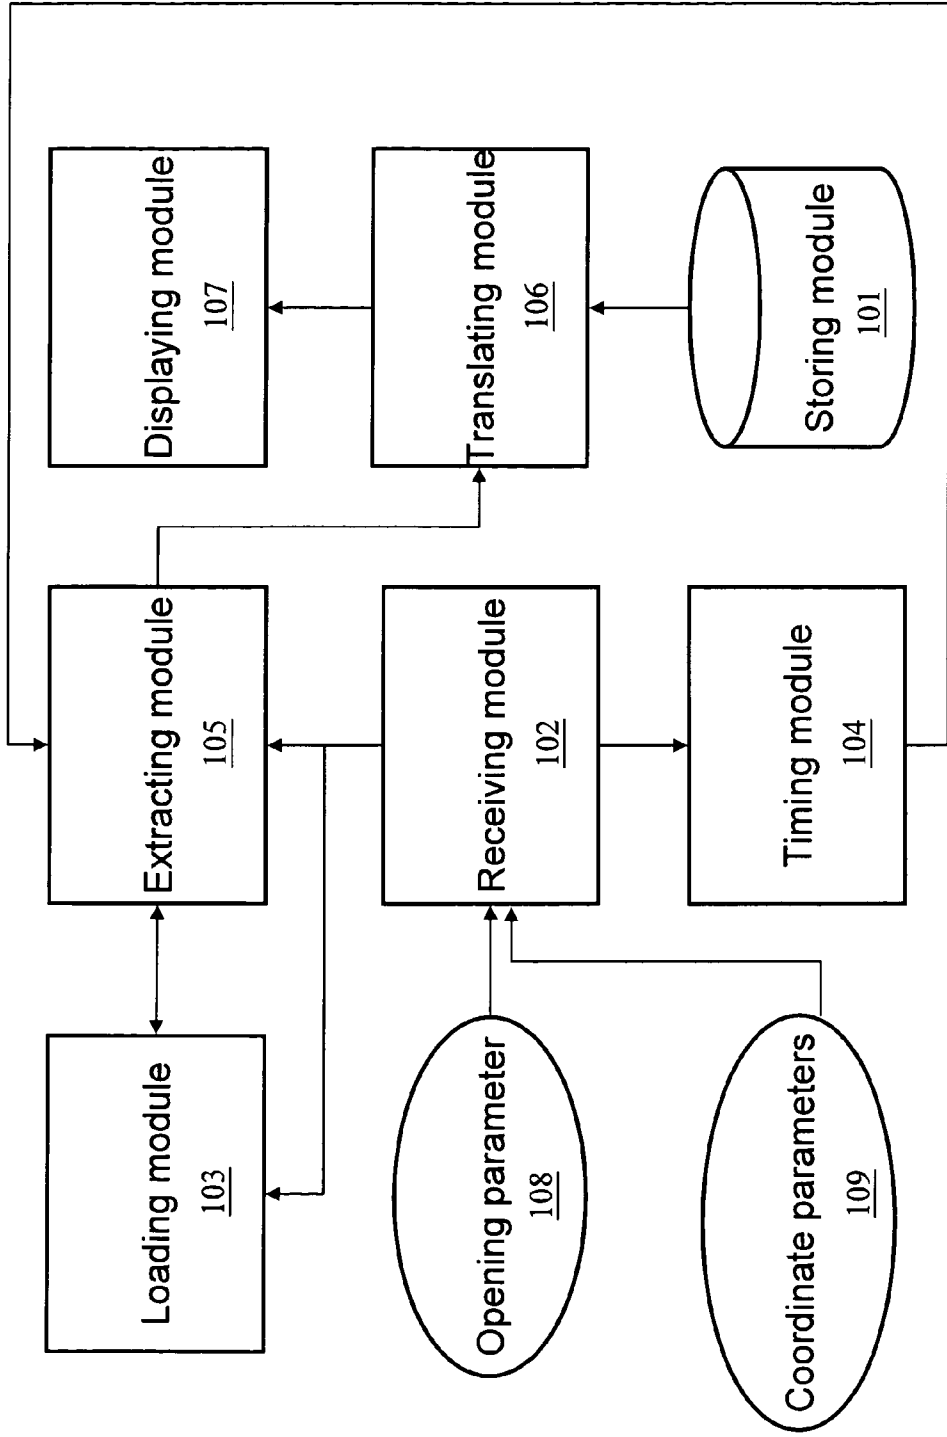 Loading module
103
Extracting module
105
Displaying module
107
Opening parameter
108
Receiving module
102
Translating module
106
Coordinate parameters
109
Timing module
104
Storing module
101